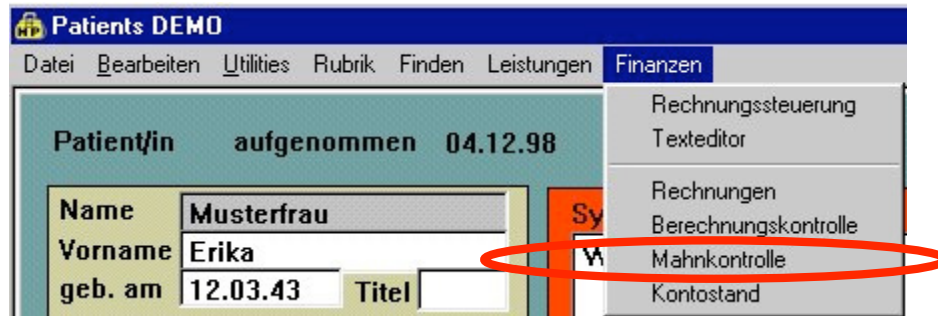 Patients DEMO
Datei Bearbeiten Utilities Rubrik Finden Leistungen Finanzen
Rechnungssteuerung
Texteditor
Rechnungen
Berechnungskontrolle
Mahnkontrolle
Kontostand
Patient/in aufgenommen 04.12.98
Name Musterfrau
Vorname Erika
geb. am 12.03.43 Titel
Sy
W